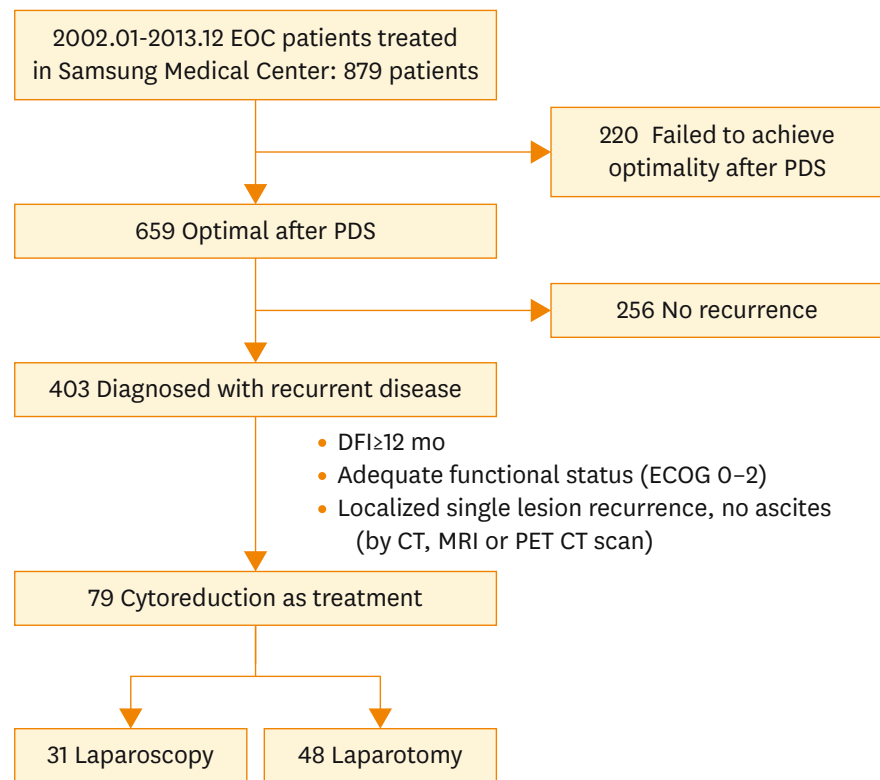 2002.01-2013.12 EOC patients treated
in Samsung Medical Center: 879 patients
220 Failed to achieve
optimality after PDS
659 Optimal after PDS
256 No recurrence
403 Diagnosed with recurrent disease
• DFI≥12 mo
• Adequate functional status (ECOG 0–2)
• Localized single lesion recurrence, no ascites
(by CT, MRI or PET CT scan)
79 Cytoreduction as treatment
31 Laparoscopy
48 Laparotomy